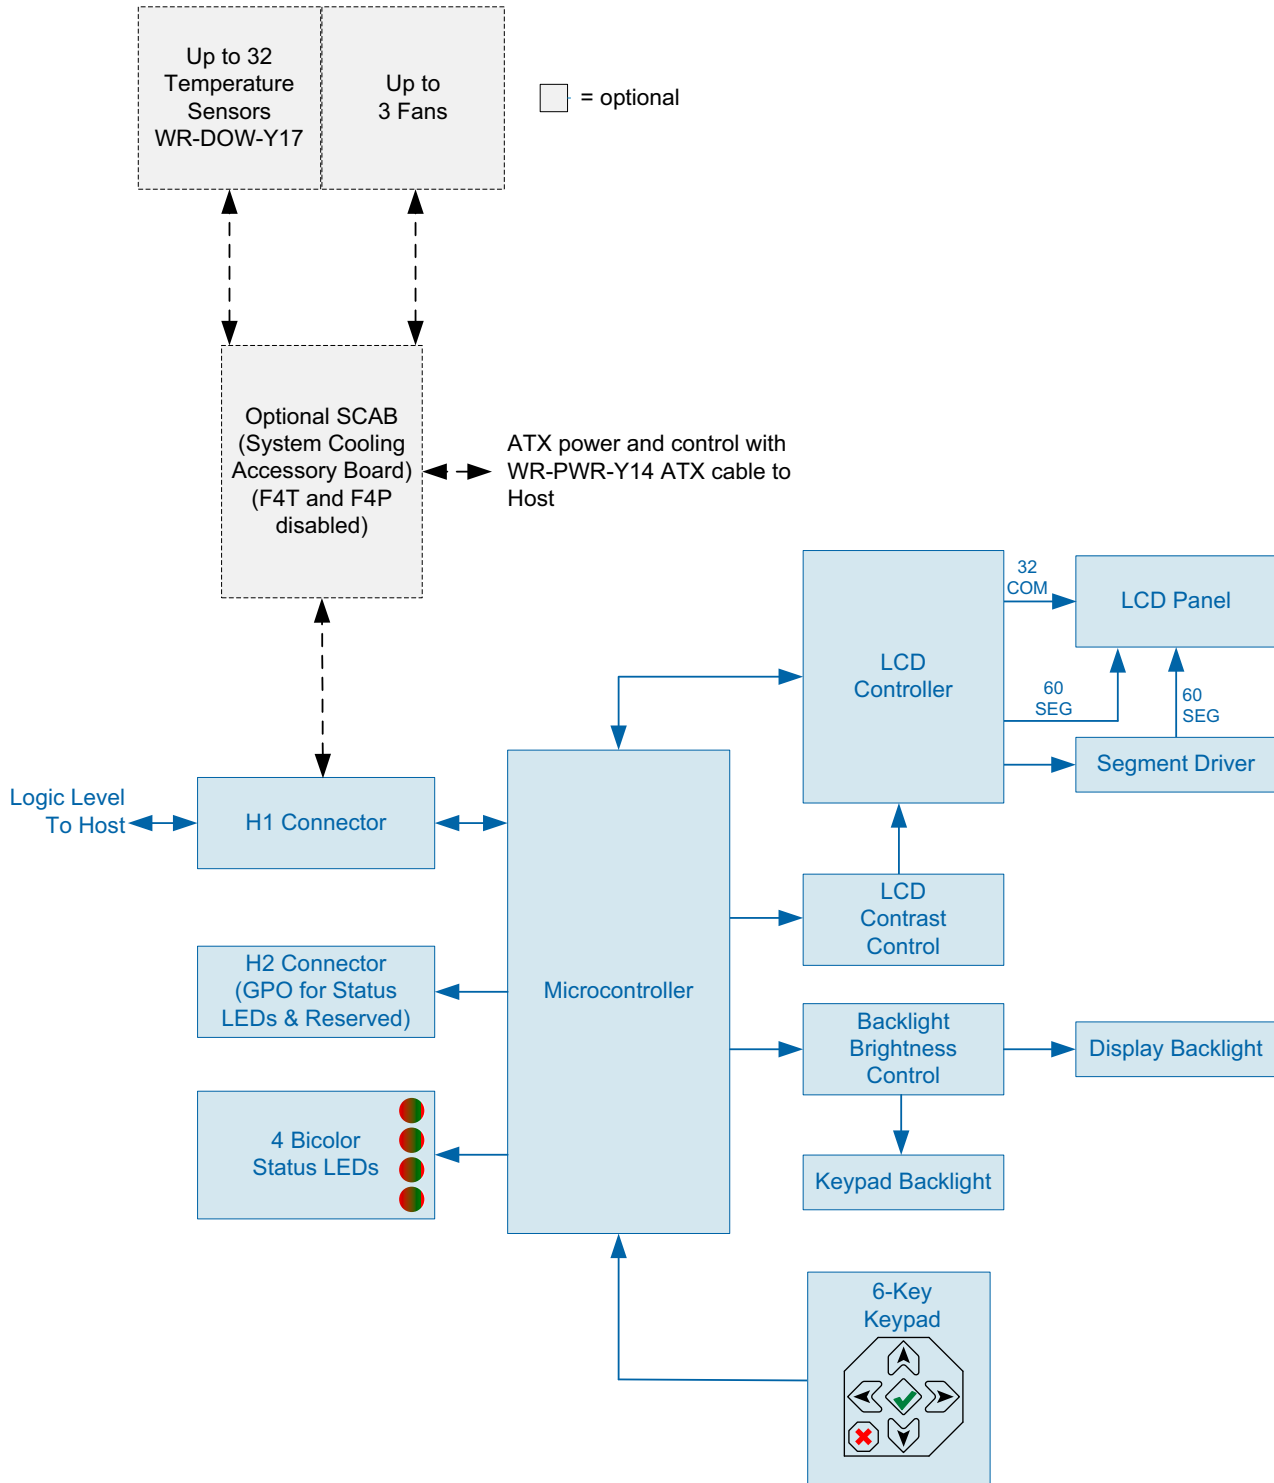 Up to 32
Temperature
Sensors
WR-DOW-Y17
Up to
3 Fans
= optional
Optional SCAB
(System Cooling
Accessory Board)
(F4T and F4P
disabled)
ATX power and control with
WR-PWR-Y14 ATX cable to
Host
32
COM
LCD Panel
LCD
Controller
60
SEG
60
SEG
Segment Driver
Logic Level
To Host
H1 Connector
LCD
Contrast
Control
H2 Connector
(GPO for Status
LEDs & Reserved)
Microcontroller
Backlight
Brightness
Control
Display Backlight
4 Bicolor
Status LEDs
Keypad Backlight
6-Key
Keypad